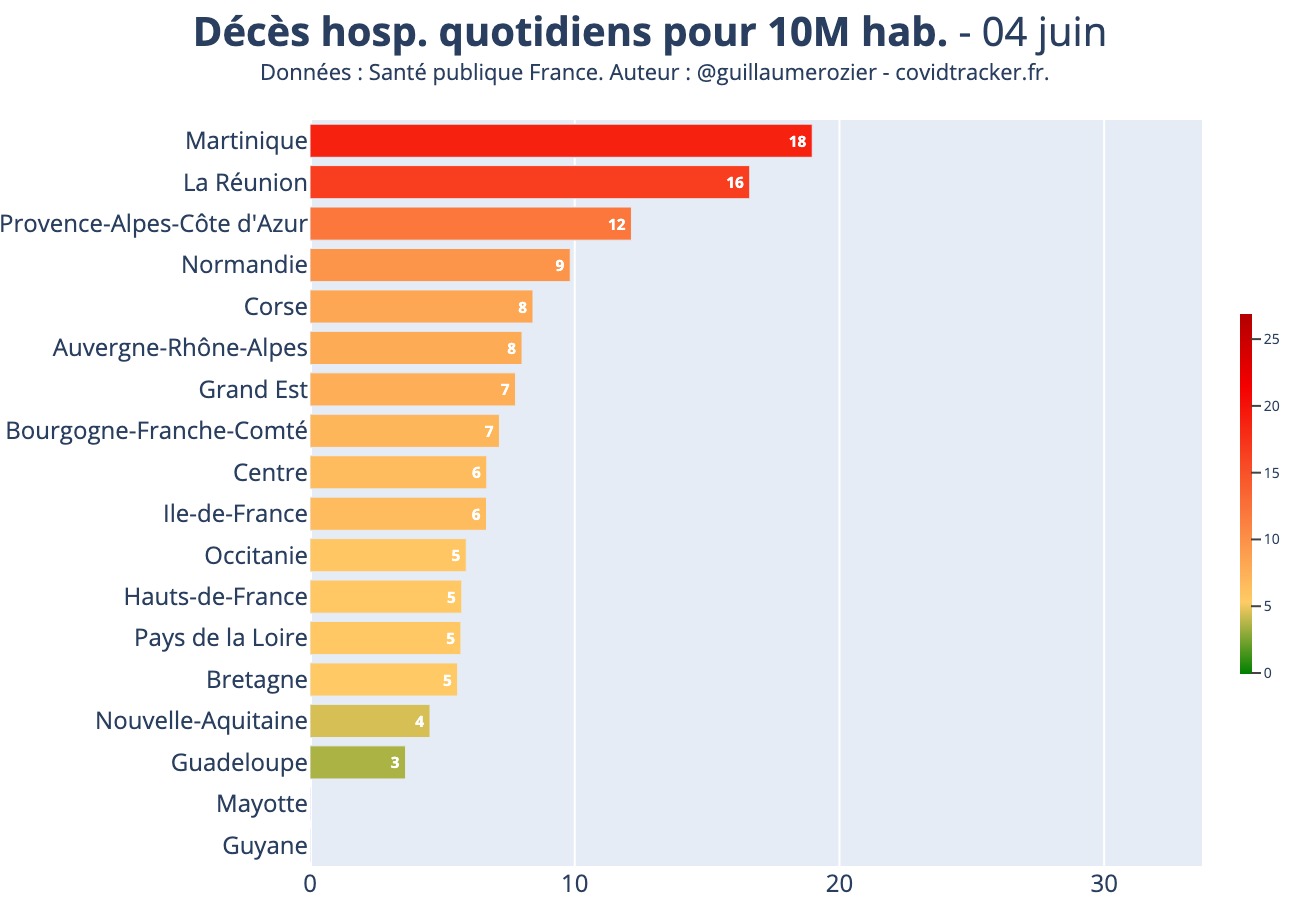 Décès hosp. quotidiens pour 10M hab. - 04 juin
Données : Santé publique France. Auteur : @guillaumerozier - covidtracker.fr.
Martinique 18
La Réunion 16
Provence-Alpes-Côte d'Azur 12
Normandie 9
Corse 8
Auvergne-Rhône-Alpes 8
Grand Est 7
Bourgogne-Franche-Comté 7
Centre 6
Ile-de-France 6
Occitanie 5
Hauts-de-France 5
Pays de la Loire 5
Bretagne 5
Nouvelle-Aquitaine 4
Guadeloupe 3
Mayotte
Guyane
0 10 20 30
25
20
15
10
5
0